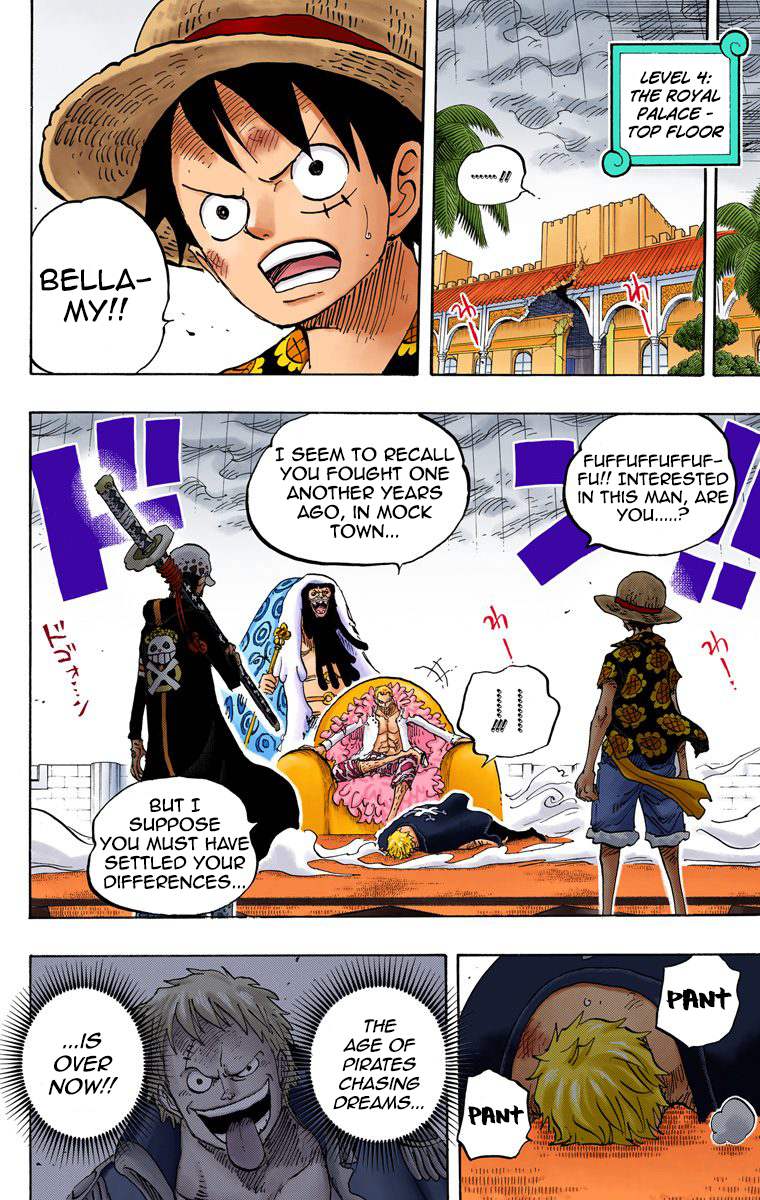 LEVEL 4:
THE ROYAL
PALACE -
TOP FLOOR
........!!
BELLA-
MY!!
FUFFUFFUFFUF-
FU!! INTERESTED
IN THIS MAN, ARE
YOU.....?
I SEEM TO RECALL
YOU FOUGHT ONE
ANOTHER YEARS
AGO, IN MOCK
TOWN...
BUT I
SUPPOSE
YOU MUST HAVE
SETTLED YOUR
DIFFERENCES...
PANT
PANT
THE
AGE OF
PIRATES
CHASING
DREAMS...
...IS
OVER
NOW!!